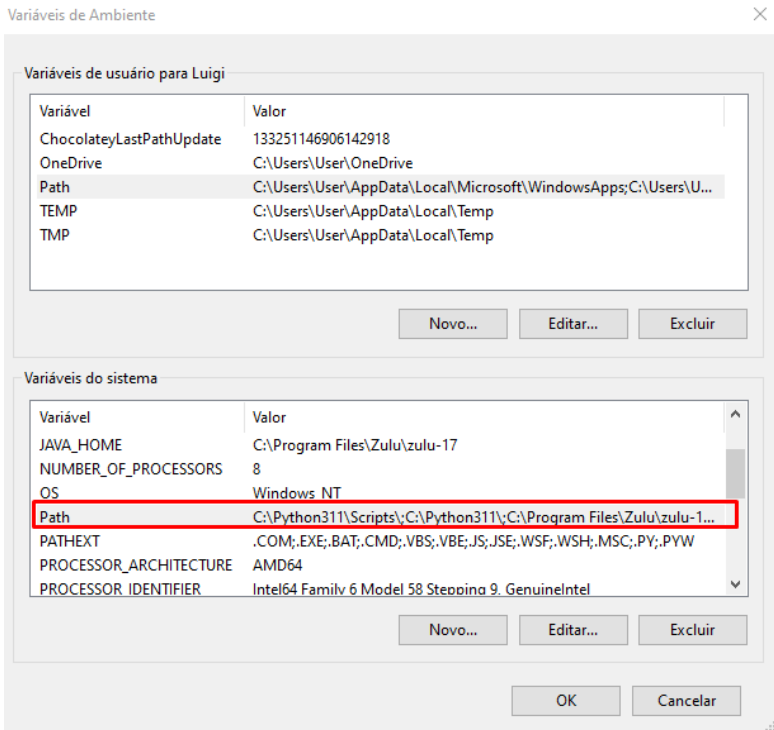 Variáveis de Ambiente
Variáveis de usuário para Luigi
Variável Valor
ChocolateyLastPathUpdate 133251146906142918
OneDrive C:\Users\User\OneDrive
Path C:\Users\User\AppData\Local\Microsoft\WindowsApps;C:\Users\U...
TEMP C:\Users\User\AppData\Local\Temp
TMP C:\Users\User\AppData\Local\Temp
Novo... Editar... Excluir
Variáveis do sistema
Variável Valor
JAVA_HOME C:\Program Files\Zulu\zulu-17
NUMBER_OF_PROCESSORS 8
OS Windows_NT
Path C:\Python311\Scripts\;C:\Python311\;C:\Program Files\Zulu\zulu-1...
PATHEXT .COM;.EXE;.BAT;.CMD;.VBS;.VBE;.JS;.JSE;.WSF;.WSH;.MSC;.PY;.PYW
PROCESSOR_ARCHITECTURE AMD64
PROCESSOR_IDENTIFIER Intel64 Family 6 Model 58 Stepping 9, GenuineIntel
Novo... Editar... Excluir
OK Cancelar